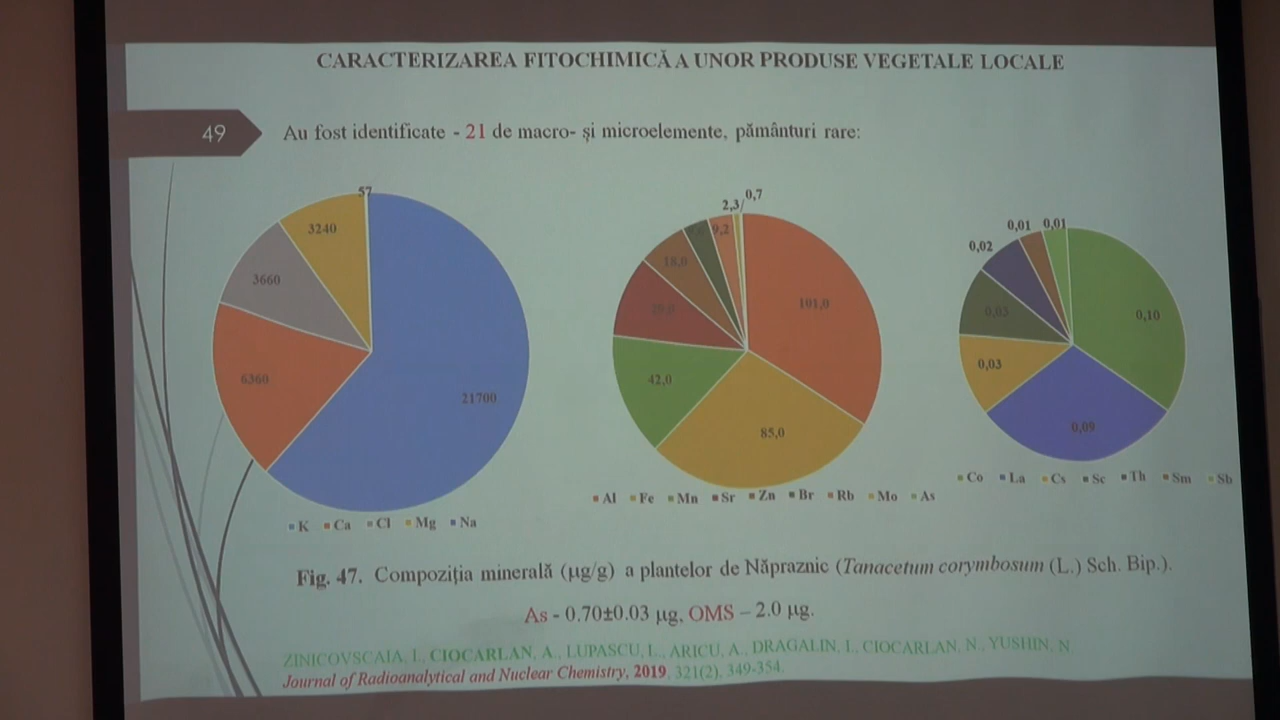 CARACTERIZAREA FITOCHIMICĂ A UNOR PRODUSE VEGETALE LOCALE
49
Au fost identificate - 21 de macro- și microelemente, pământuri rare:
57
3240
3660
6360
21700
K Ca Cl Mg Na
0,7
2,3
9,2
18,0
101,0
42,0
85,0
Al Fe Mn Sr Zn Br Rb Mo As
0,01 0,01
0,02
0,03
0,10
0,03
0,09
Co La Cs Sc Th Sm Sb
Fig. 47. Compoziția minerală (µg/g) a plantelor de Năpraznic (Tanacetum corymbosum (L.) Sch. Bip.).
As - 0.70±0.03 µg, OMS – 2.0 µg.
ZINICOVSCAIA, I., CIOCARLAN, A., LUPASCU, L., ARICU, A., DRAGALIN, I., CIOCARLAN, N., YUSHIN, N.
Journal of Radioanalytical and Nuclear Chemistry, 2019, 321(2), 349-354.